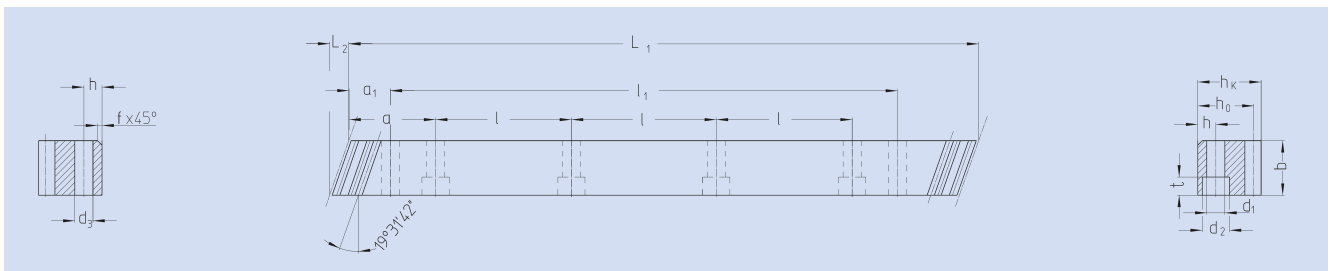 h
f x 45°
d₃
L₂
L₁
a₁
l₁
a
l
l
l
19°31'42"
hₖ
h₀
h
t
b
d₁
d₂